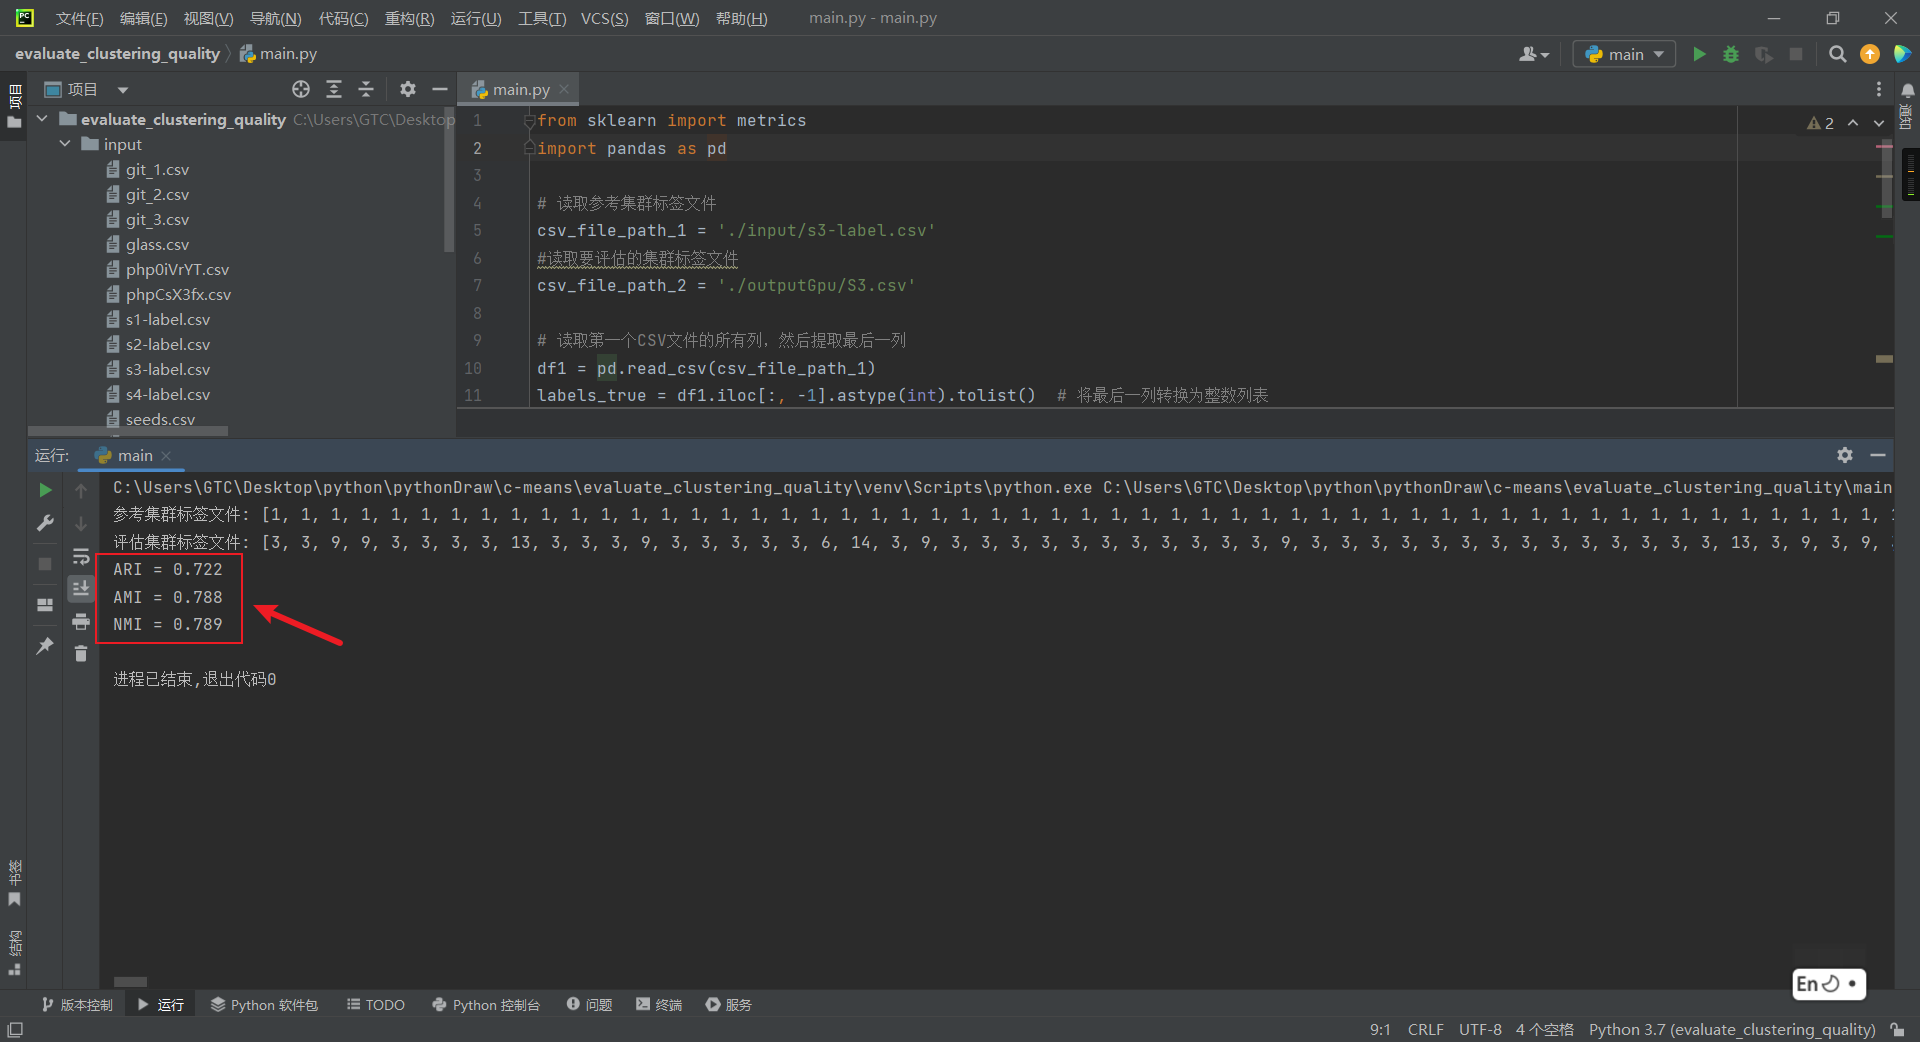 PC 文件(F) 编辑(E) 视图(V) 导航(N) 代码(C) 重构(R) 运行(U) 工具(T) VCS(S) 窗口(W) 帮助(H) main.py - main.py
evaluate_clustering_quality main.py main
项目
项目
main.py
通知
evaluate_clustering_quality C:\Users\GTC\Desktop
input
git_1.csv
git_2.csv
git_3.csv
glass.csv
php0iVrYT.csv
phpCsX3fx.csv
s1-label.csv
s2-label.csv
s3-label.csv
s4-label.csv
seeds.csv
1 from sklearn import metrics
2 import pandas as pd
3
4 # 读取参考集群标签文件
5 csv_file_path_1 = './input/s3-label.csv'
6 #读取要评估的集群标签文件
7 csv_file_path_2 = './outputGpu/S3.csv'
8
9 # 读取第一个CSV文件的所有列，然后提取最后一列
10 df1 = pd.read_csv(csv_file_path_1)
11 labels_true = df1.iloc[:, -1].astype(int).tolist() # 将最后一列转换为整数列表
2
运行: main
C:\Users\GTC\Desktop\python\pythonDraw\c-means\evaluate_clustering_quality\venv\Scripts\python.exe C:\Users\GTC\Desktop\python\pythonDraw\c-means\evaluate_clustering_quality\main
参考集群标签文件: [1, 1, 1, 1, 1, 1, 1, 1, 1, 1, 1, 1, 1, 1, 1, 1, 1, 1, 1, 1, 1, 1, 1, 1, 1, 1, 1, 1, 1, 1, 1, 1, 1, 1, 1, 1, 1, 1, 1, 1, 1, 1, 1, 1, 1, 1, 1, 1, 1, 1, 1, 1, 1, 1,
评估集群标签文件: [3, 3, 9, 9, 3, 3, 3, 3, 13, 3, 3, 3, 9, 3, 3, 3, 3, 3, 6, 14, 3, 9, 3, 3, 3, 3, 3, 3, 3, 3, 3, 3, 3, 9, 3, 3, 3, 3, 3, 3, 3, 3, 3, 3, 3, 3, 3, 3, 13, 3, 9, 3, 9,
ARI = 0.722
AMI = 0.788
NMI = 0.789
进程已结束,退出代码0
书签
结构
En
版本控制 运行 Python 软件包 TODO Python 控制台 问题 终端 服务
9:1 CRLF UTF-8 4 个空格 Python 3.7 (evaluate_clustering_quality)